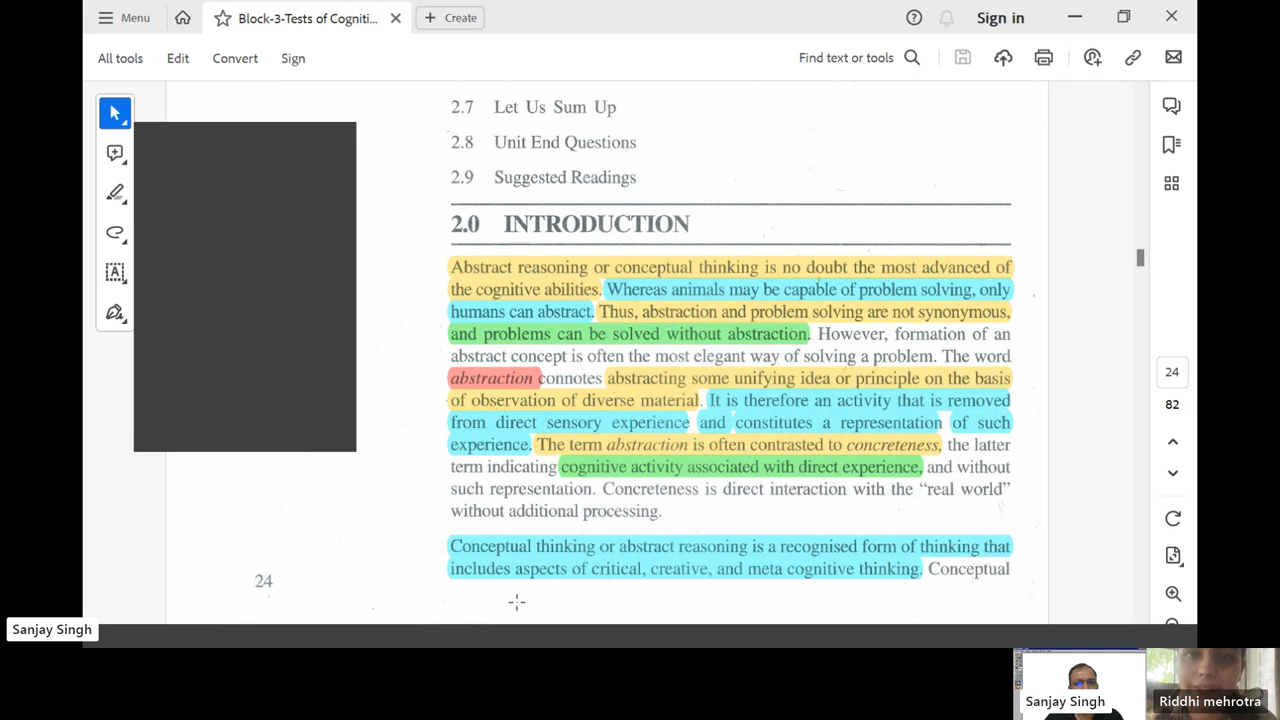 Menu
Block-3-Tests of Cogniti...
Create
Sign in
All tools
Edit
Convert
Sign
Find text or tools
2.7 Let Us Sum Up
2.8 Unit End Questions
2.9 Suggested Readings
2.0 INTRODUCTION
Abstract reasoning or conceptual thinking is no doubt the most advanced of
the cognitive abilities. Whereas animals may be capable of problem solving, only
humans can abstract. Thus, abstraction and problem solving are not synonymous,
and problems can be solved without abstraction. However, formation of an
abstract concept is often the most elegant way of solving a problem. The word
abstraction connotes abstracting some unifying idea or principle on the basis
of observation of diverse material. It is therefore an activity that is removed
from direct sensory experience and constitutes a representation of such
experience. The term abstraction is often contrasted to concreteness, the latter
term indicating cognitive activity associated with direct experience, and without
such representation. Concreteness is direct interaction with the “real world”
without additional processing.
Conceptual thinking or abstract reasoning is a recognised form of thinking that
includes aspects of critical, creative, and meta cognitive thinking. Conceptual
24
24
82
Sanjay Singh
Sanjay Singh
Riddhi mehrotra